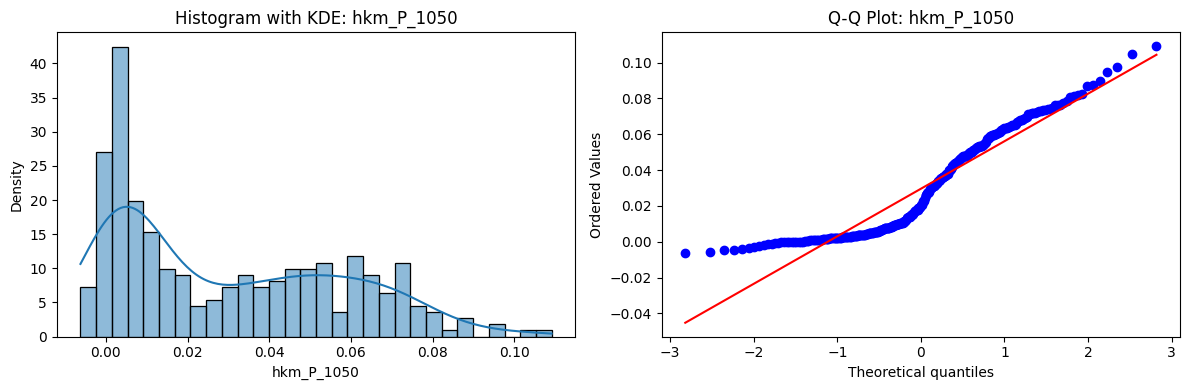 Histogram with KDE: hkm_P_1050
Density
40
35
30
25
20
15
10
5
0
0.00 0.02 0.04 0.06 0.08 0.10
hkm_P_1050
Q-Q Plot: hkm_P_1050
Ordered Values
0.10
0.08
0.06
0.04
0.02
0.00
−0.02
−0.04
−3 −2 −1 0 1 2 3
Theoretical quantiles